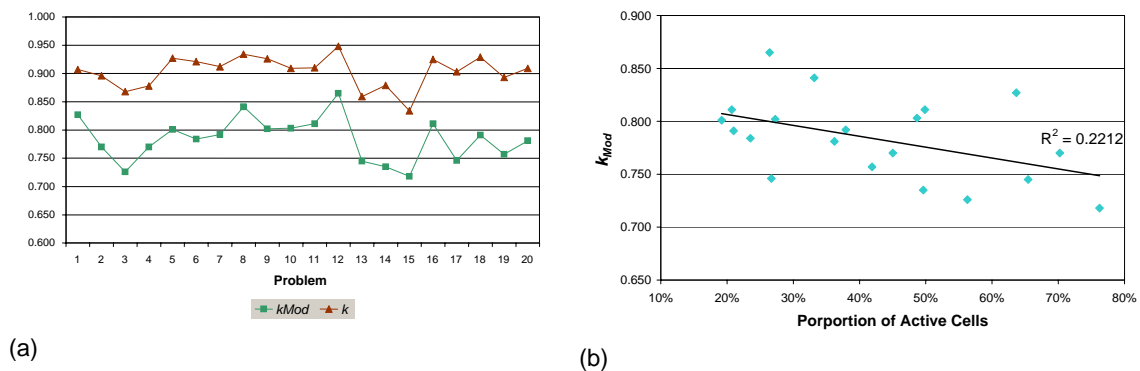 1.000
0.950
0.900
0.850
0.800
0.750
0.700
0.650
0.600
1 2 3 4 5 6 7 8 9 10 11 12 13 14 15 16 17 18 19 20
Problem
kMod k
(a)
0.900
0.850
0.800
0.750
0.700
0.650
k_Mod
R² = 0.2212
10% 20% 30% 40% 50% 60% 70% 80%
Porportion of Active Cells
(b)